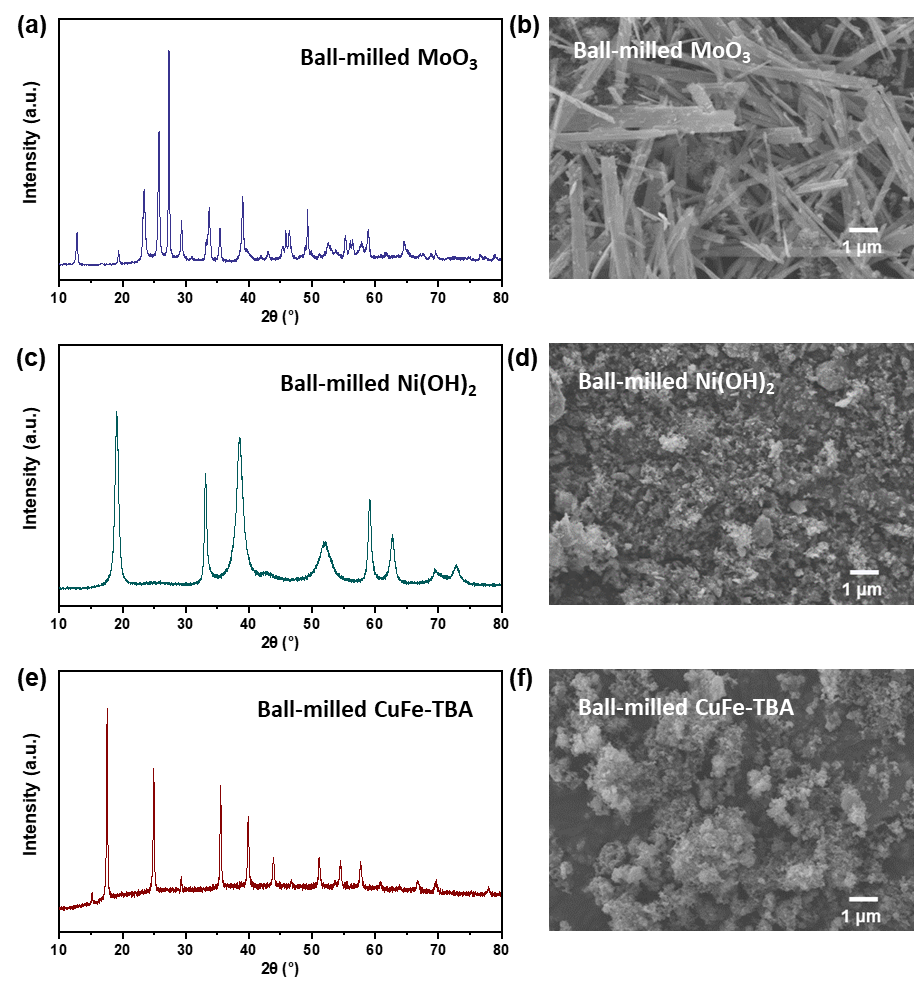 (a)
Ball-milled MoO₃
Intensity (a.u.)
10 20 30 40 50 60 70 80
2θ (°)
(b)
Ball-milled MoO₃
1 μm
(c)
Ball-milled Ni(OH)₂
Intensity (a.u.)
10 20 30 40 50 60 70 80
2θ (°)
(d)
Ball-milled Ni(OH)₂
1 μm
(e)
Ball-milled CuFe-TBA
Intensity (a.u.)
10 20 30 40 50 60 70 80
2θ (°)
(f)
Ball-milled CuFe-TBA
1 μm